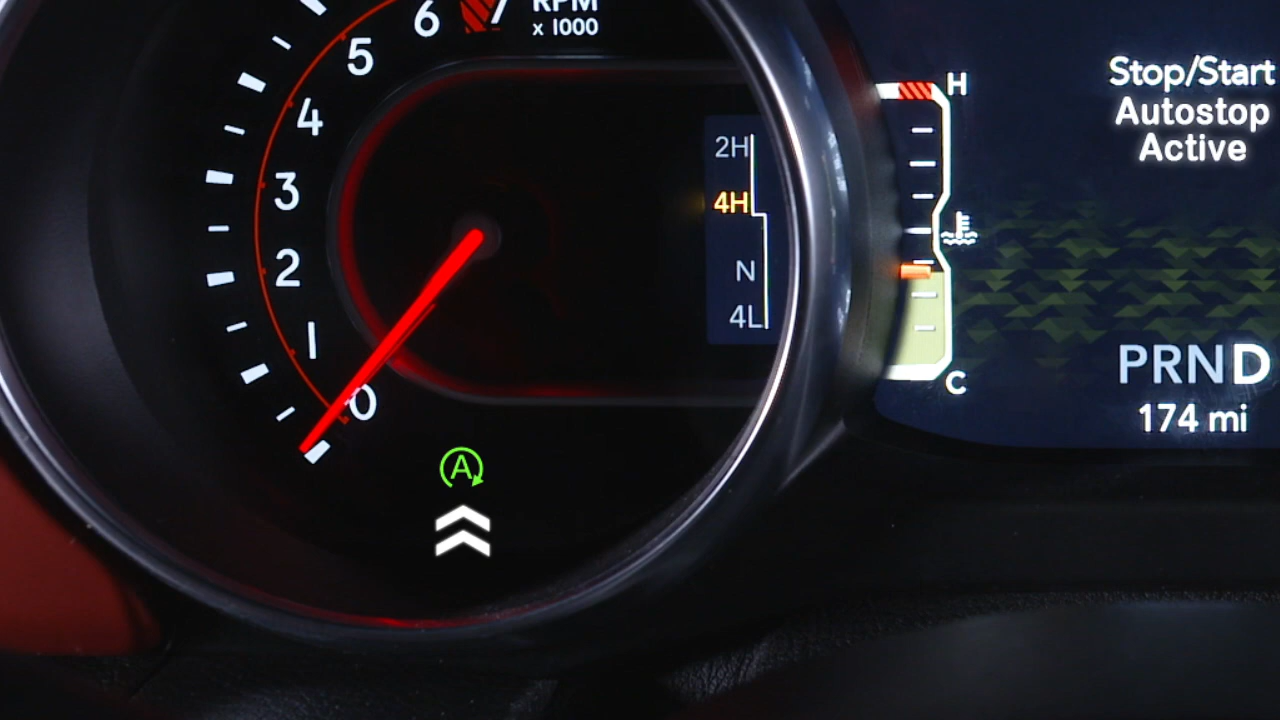 RPM
x 1000
7
6
5
4
3
2
1
0
2H
4H
N
4L
A
H
C
Stop/Start
Autostop
Active
PRND
174 mi